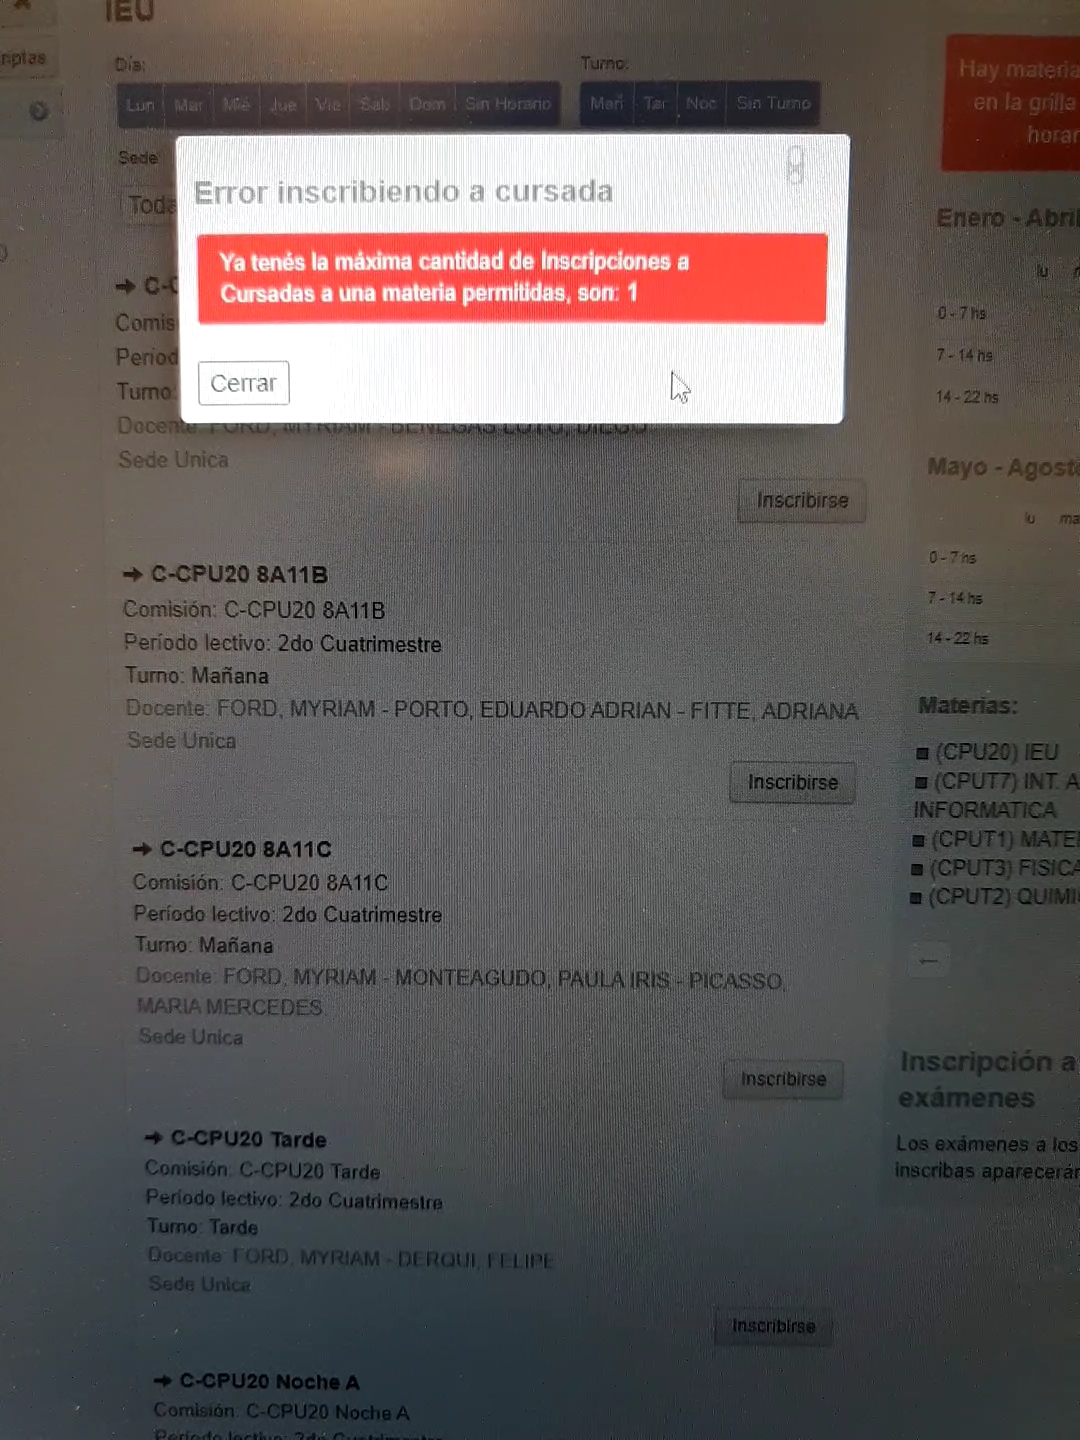 IEU
Día:
Turno:
Lun Mar Mié Jue Vie Sab Dom Sin Horario
Mañ Tar Noc Sin Turno
Hay materia
en la grilla
horar
Sede
Toda
Error inscribiendo a cursada
Ya tenés la máxima cantidad de Inscripciones a
Cursadas a una materia permitidas, son: 1
Cerrar
Comis
Period
Turno:
Docente: FORD, MYRIAM - BENEGAS LOYO, DIEGO
Sede Unica
Inscribirse
C-CPU20 8A11B
Comisión: C-CPU20 8A11B
Período lectivo: 2do Cuatrimestre
Turno: Mañana
Docente: FORD, MYRIAM - PORTO, EDUARDO ADRIAN - FITTE, ADRIANA
Sede Unica
Inscribirse
C-CPU20 8A11C
Comisión: C-CPU20 8A11C
Período lectivo: 2do Cuatrimestre
Turno: Mañana
Docente: FORD, MYRIAM - MONTEAGUDO, PAULA IRIS - PICASSO,
MARIA MERCEDES
Sede Unica
Inscribirse
C-CPU20 Tarde
Comisión: C-CPU20 Tarde
Período lectivo: 2do Cuatrimestre
Turno: Tarde
Docente: FORD, MYRIAM - DERQUI, FELIPE
Sede Unica
Inscribirse
C-CPU20 Noche A
Comisión: C-CPU20 Noche A
Período lectivo: 2do Cuatrimestre
Enero - Abril
lu
0 - 7 hs
7 - 14 hs
14 - 22 hs
Mayo - Agosto
lu ma
0 - 7 hs
7 - 14 hs
14 - 22 hs
Materias:
(CPU20) IEU
(CPUT7) INT. A
INFORMATICA
(CPUT1) MATE
(CPUT3) FISICA
(CPUT2) QUIMI
Inscripción a
exámenes
Los exámenes a los
inscribas aparecerán